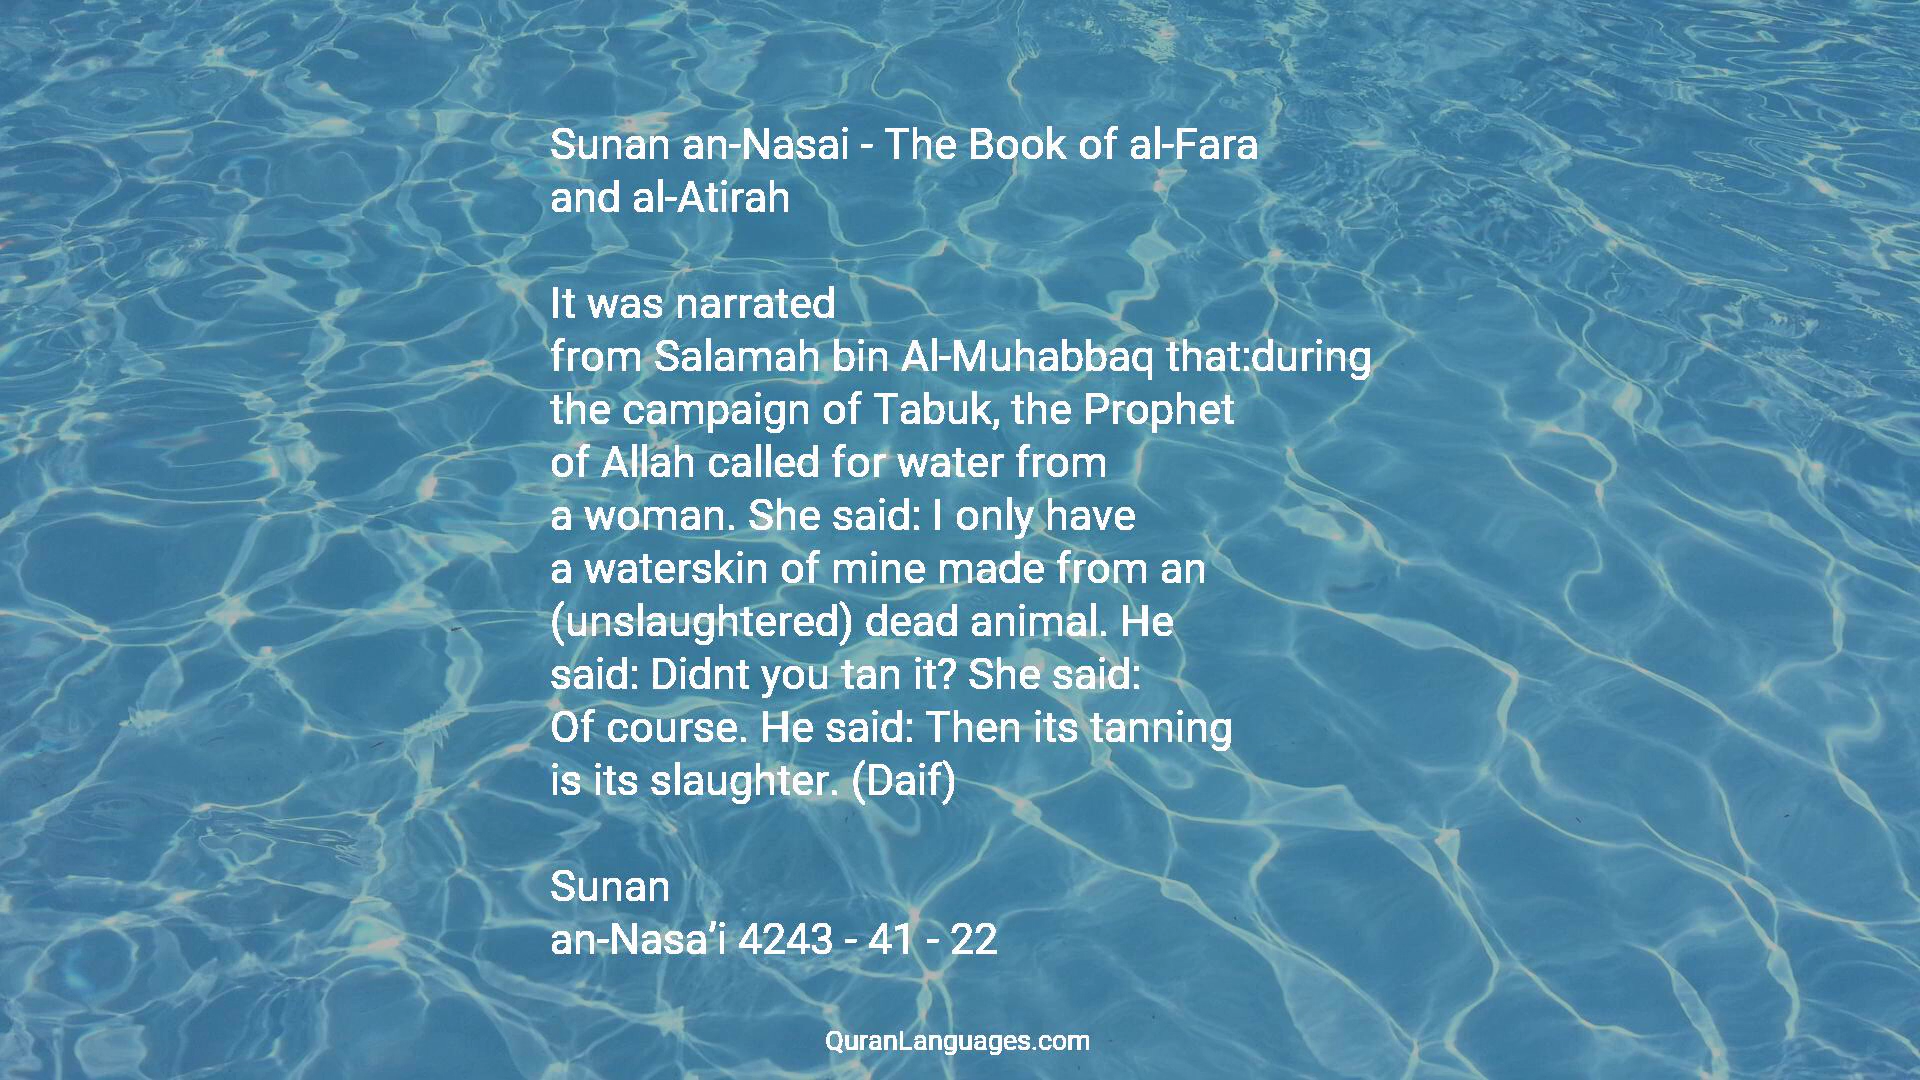 Sunan an-Nasai - The Book of al-Fara
and al-Atirah
It was narrated
from Salamah bin Al-Muhabbaq that:during
the campaign of Tabuk, the Prophet
of Allah called for water from
a woman. She said: I only have
a waterskin of mine made from an
(unslaughtered) dead animal. He
said: Didnt you tan it? She said:
Of course. He said: Then its tanning
is its slaughter. (Daif)
Sunan
an-Nasa’i 4243 - 41 - 22
QuranLanguages.com